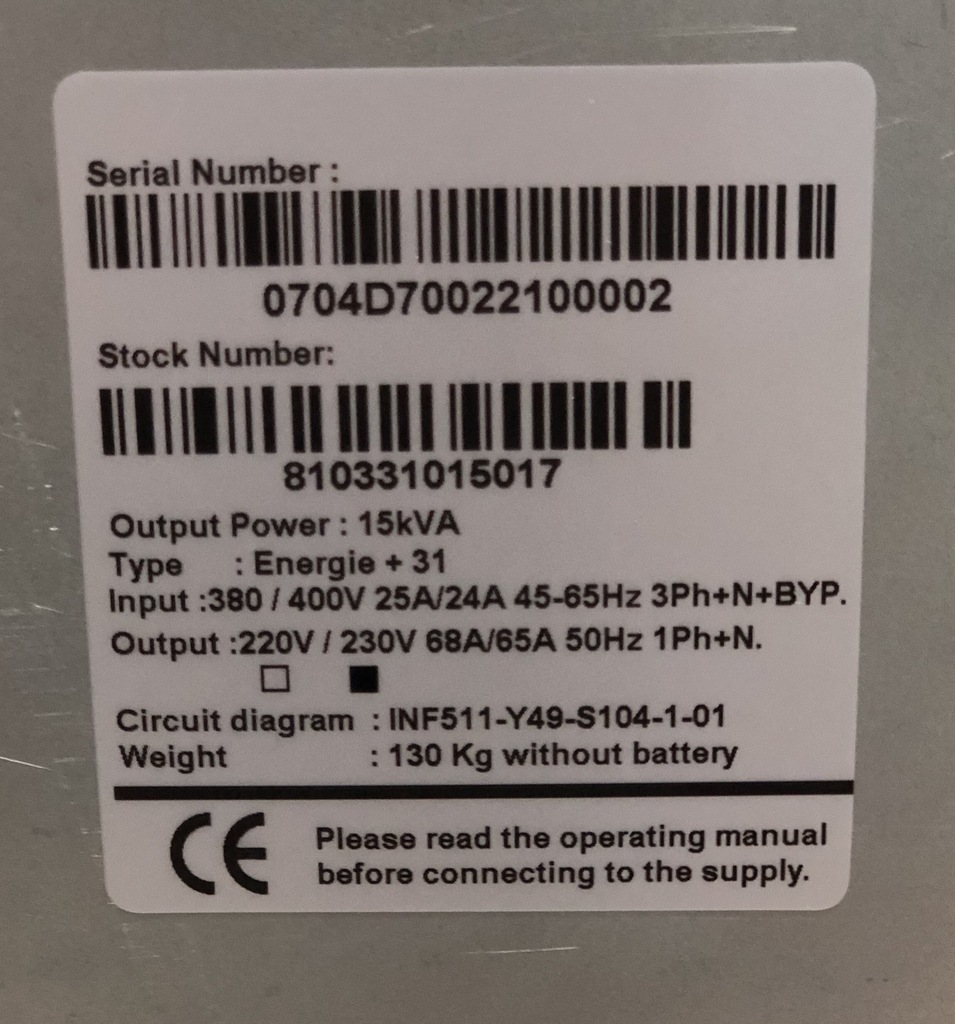 Serial Number :
0704D70022100002
Stock Number:
810331015017
Output Power : 15kVA
Type : Energie + 31
Input :380 / 400V 25A/24A 45-65Hz 3Ph+N+BYP.
Output :220V / 230V 68A/65A 50Hz 1Ph+N.
☐ ■
Circuit diagram : INF511-Y49-S104-1-01
Weight : 130 Kg without battery
CE Please read the operating manual
before connecting to the supply.